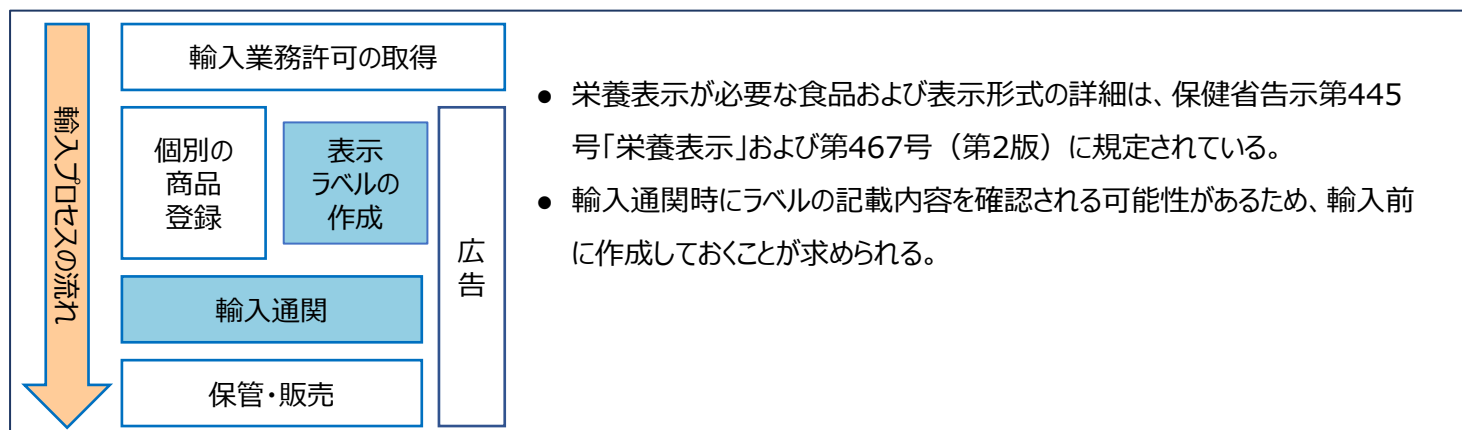 輸入プロセスの流れ
輸入業務許可の取得
個別の
商品
登録
表示
ラベルの
作成
広告
輸入通関
保管・販売
● 栄養表示が必要な食品および表示形式の詳細は、保健省告示第445
号「栄養表示」および第467号（第2版）に規定されている。
● 輸入通関時にラベルの記載内容を確認される可能性があるため、輸入前
に作成しておくことが求められる。